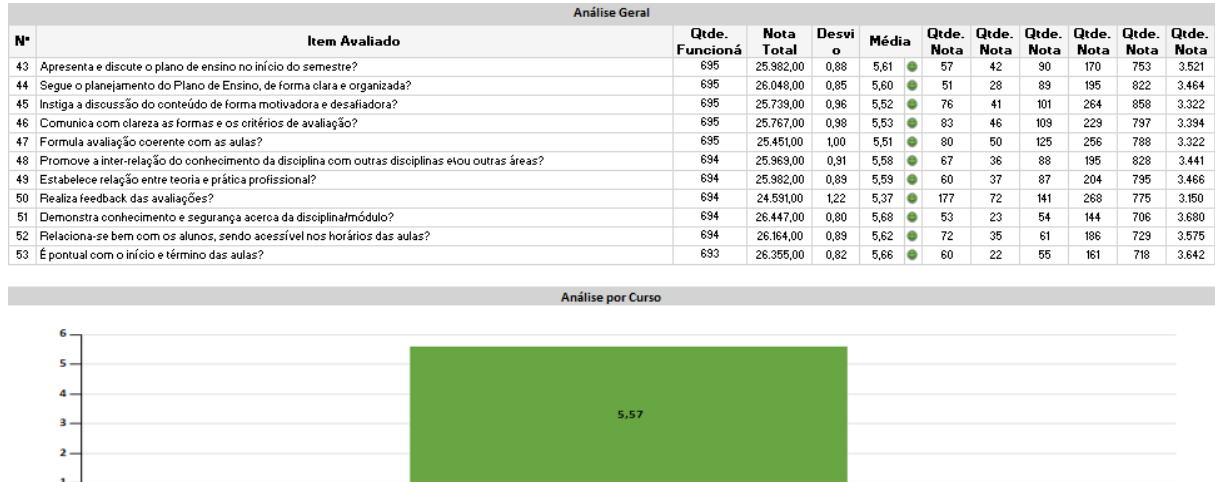 Análise Geral
Nº Item Avaliado Qtde. Funcioná Nota Total Desvi o Média Qtde. Nota Qtde. Nota Qtde. Nota Qtde. Nota Qtde. Nota Qtde. Nota
43 Apresenta e discute o plano de ensino no início do semestre? 695 25.982,00 0,88 5,61 57 42 90 170 753 3.521
44 Segue o planejamento do Plano de Ensino, de forma clara e organizada? 695 26.048,00 0,85 5,60 51 28 89 195 822 3.464
45 Instiga a discussão do conteúdo de forma motivadora e desafiadora? 695 25.739,00 0,96 5,52 76 41 101 264 858 3.322
46 Comunica com clareza as formas e os critérios de avaliação? 695 25.767,00 0,98 5,53 83 46 109 229 797 3.394
47 Formula avaliação coerente com as aulas? 695 25.451,00 1,00 5,51 80 50 125 256 788 3.322
48 Promove a inter-relação do conhecimento da disciplina com outras disciplinas e\ou outras áreas? 694 25.969,00 0,91 5,58 67 36 88 195 828 3.441
49 Estabelece relação entre teoria e prática profissional? 694 25.982,00 0,89 5,59 60 37 87 204 795 3.466
50 Realiza feedback das avaliações? 694 24.591,00 1,22 5,37 177 72 141 268 775 3.150
51 Demonstra conhecimento e segurança acerca da disciplina/módulo? 694 26.447,00 0,80 5,68 53 23 54 144 706 3.680
52 Relaciona-se bem com os alunos, sendo acessível nos horários das aulas? 694 26.164,00 0,89 5,62 72 35 61 186 729 3.575
53 É pontual com o início e término das aulas? 693 26.355,00 0,82 5,66 60 22 55 161 718 3.642
Análise por Curso
6
5
4
3
2
1
5,57